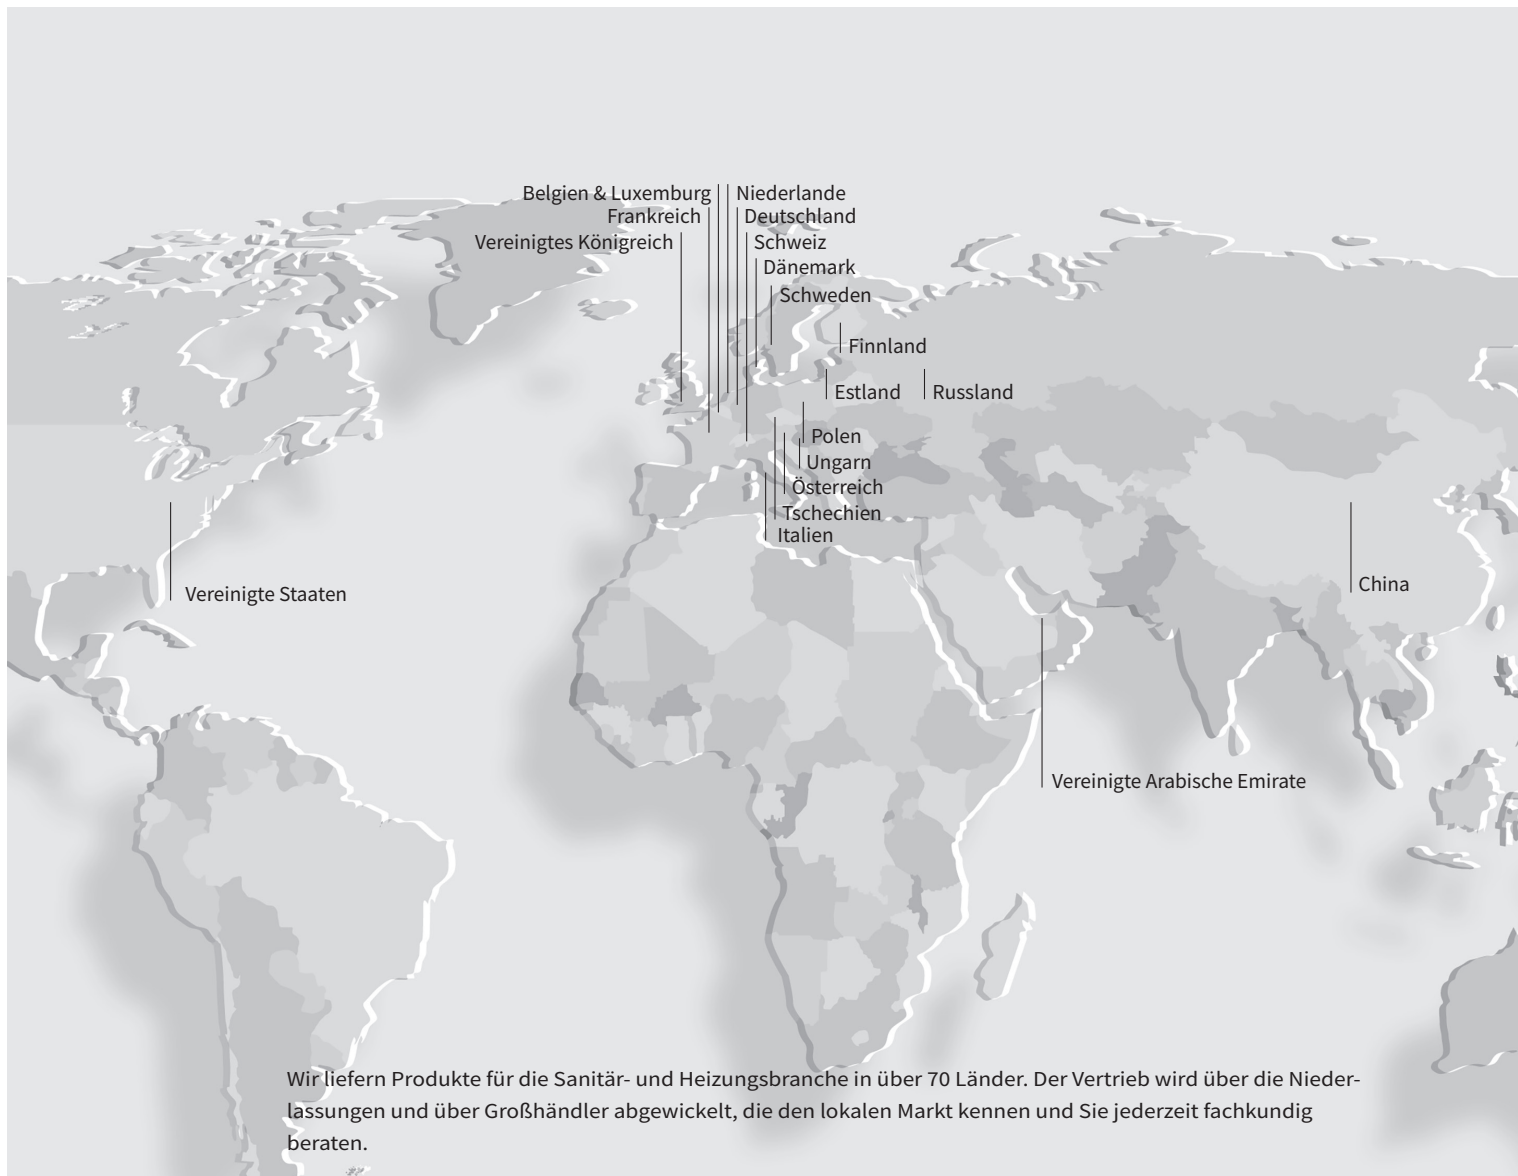 Belgien & Luxemburg
Niederlande
Frankreich
Deutschland
Vereinigtes Königreich
Schweiz
Dänemark
Schweden
Finnland
Estland
Russland
Polen
Ungarn
Österreich
Tschechien
Italien
Vereinigte Staaten
China
Vereinigte Arabische Emirate
Wir liefern Produkte für die Sanitär- und Heizungsbranche in über 70 Länder. Der Vertrieb wird über die Nieder-
lassungen und über Großhändler abgewickelt, die den lokalen Markt kennen und Sie jederzeit fachkundig
beraten.